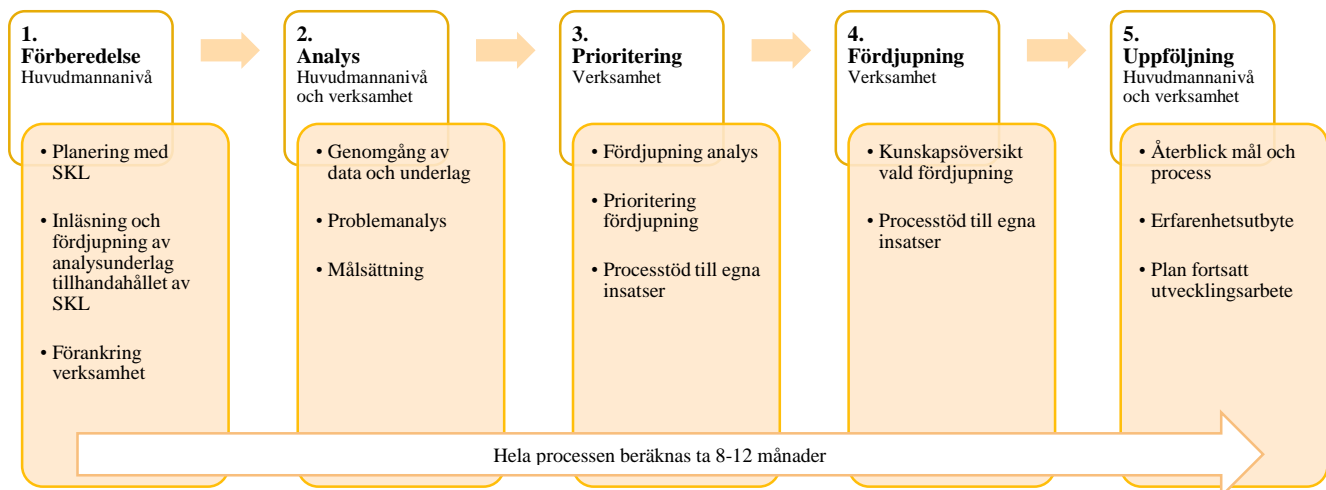 1.
Förberedelse
Huvudmannanivå
• Planering med
SKL
• Inläsning och
fördjupning av
analysunderlag
tillhandahållet av
SKL
• Förankring
verksamhet
2.
Analys
Huvudmannanivå
och verksamhet
• Genomgång av
data och underlag
• Problemanalys
• Målsättning
3.
Prioritering
Verksamhet
• Fördjupning analys
• Prioritering
fördjupning
• Processtöd till egna
insatser
4.
Fördjupning
Verksamhet
• Kunskapsöversikt
vald fördjupning
• Processtöd till egna
insatser
5.
Uppföljning
Huvudmannanivå
och verksamhet
• Återblick mål och
process
• Erfarenhetsutbyte
• Plan fortsatt
utvecklingsarbete
Hela processen beräknas ta 8-12 månader